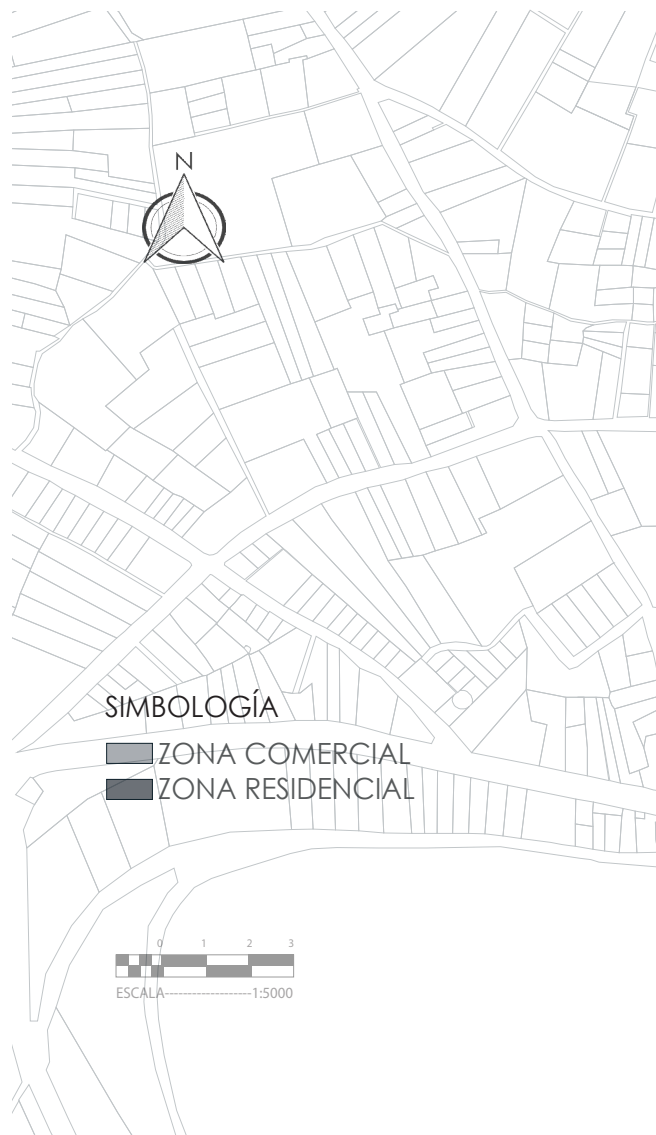 N
SIMBOLOGÍA
ZONA COMERCIAL
ZONA RESIDENCIAL
0 1 2 3
ESCALA--------------------1:5000